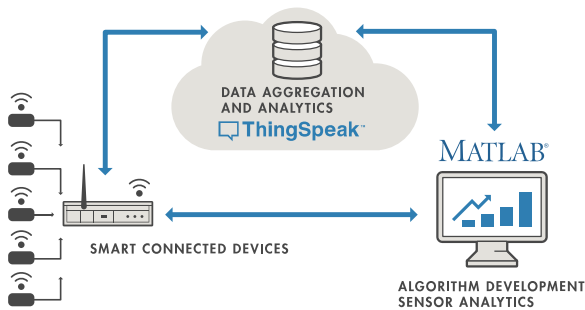 DATA AGGREGATION
AND ANALYTICS
ThingSpeak™
MATLAB®
SMART CONNECTED DEVICES
ALGORITHM DEVELOPMENT
SENSOR ANALYTICS